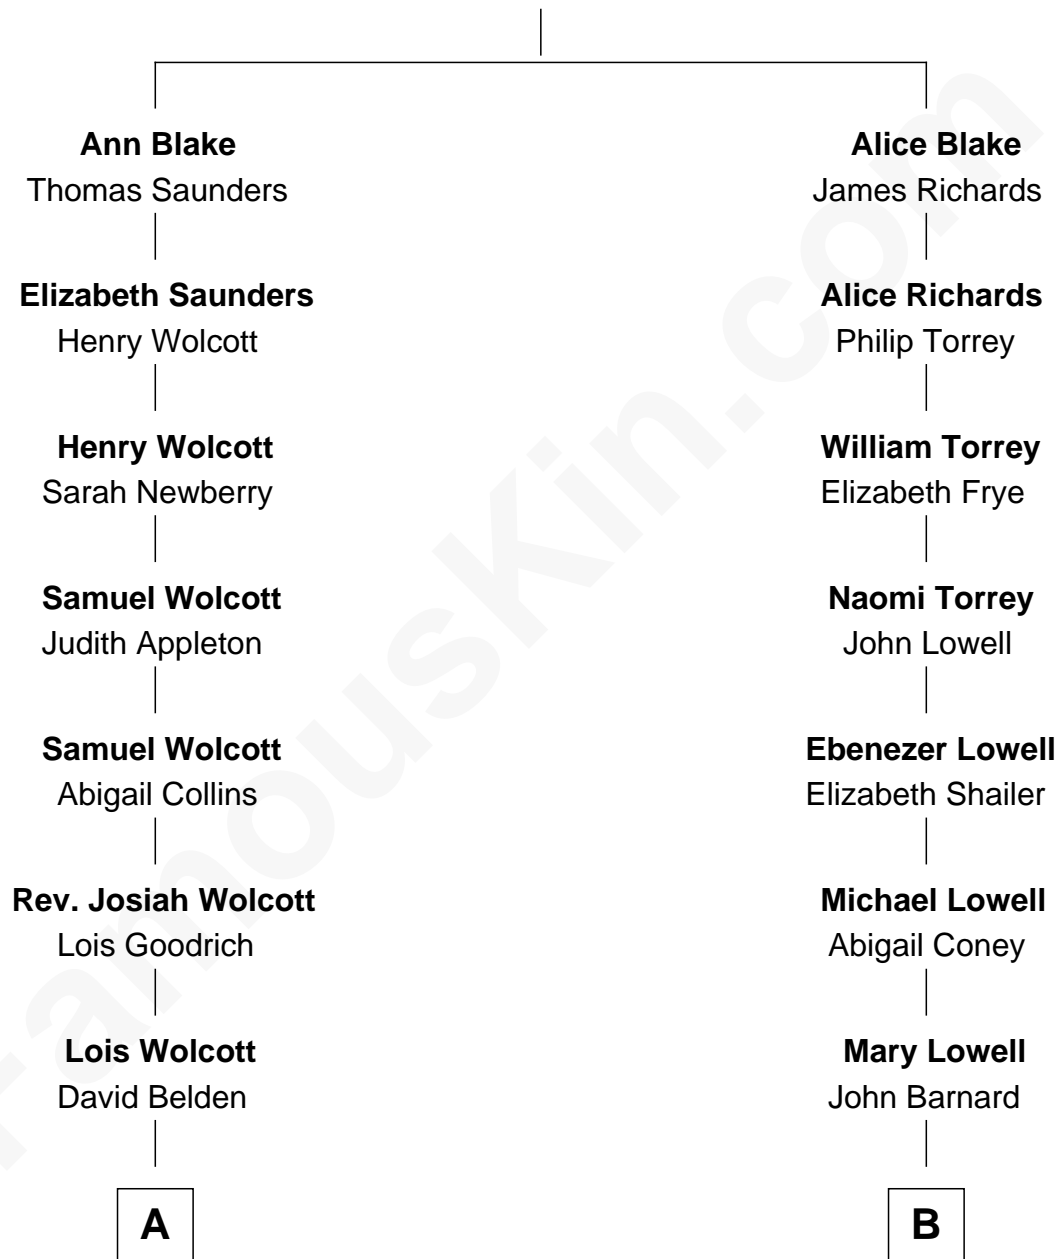 Ann Blake
Thomas Saunders
Elizabeth Saunders
Henry Wolcott
Henry Wolcott
Sarah Newberry
Samuel Wolcott
Judith Appleton
Samuel Wolcott
Abigail Collins
Rev. Josiah Wolcott
Lois Goodrich
Lois Wolcott
David Belden
A
Alice Blake
James Richards
Alice Richards
Philip Torrey
William Torrey
Elizabeth Frye
Naomi Torrey
John Lowell
Ebenezer Lowell
Elizabeth Shailer
Michael Lowell
Abigail Coney
Mary Lowell
John Barnard
B
FamousKin.com